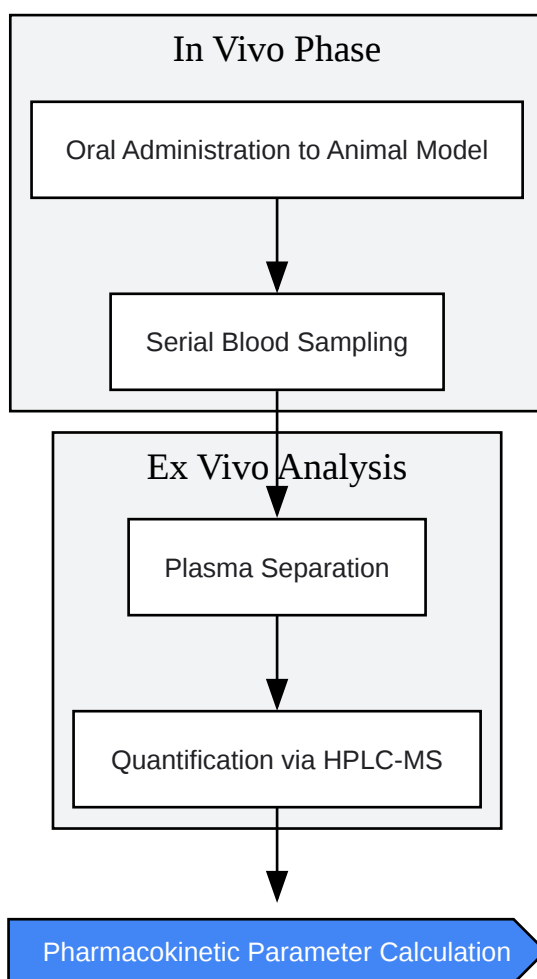 In Vivo Phase
Oral Administration to Animal Model
Serial Blood Sampling
Ex Vivo Analysis
Plasma Separation
Quantification via HPLC-MS
Pharmacokinetic Parameter Calculation